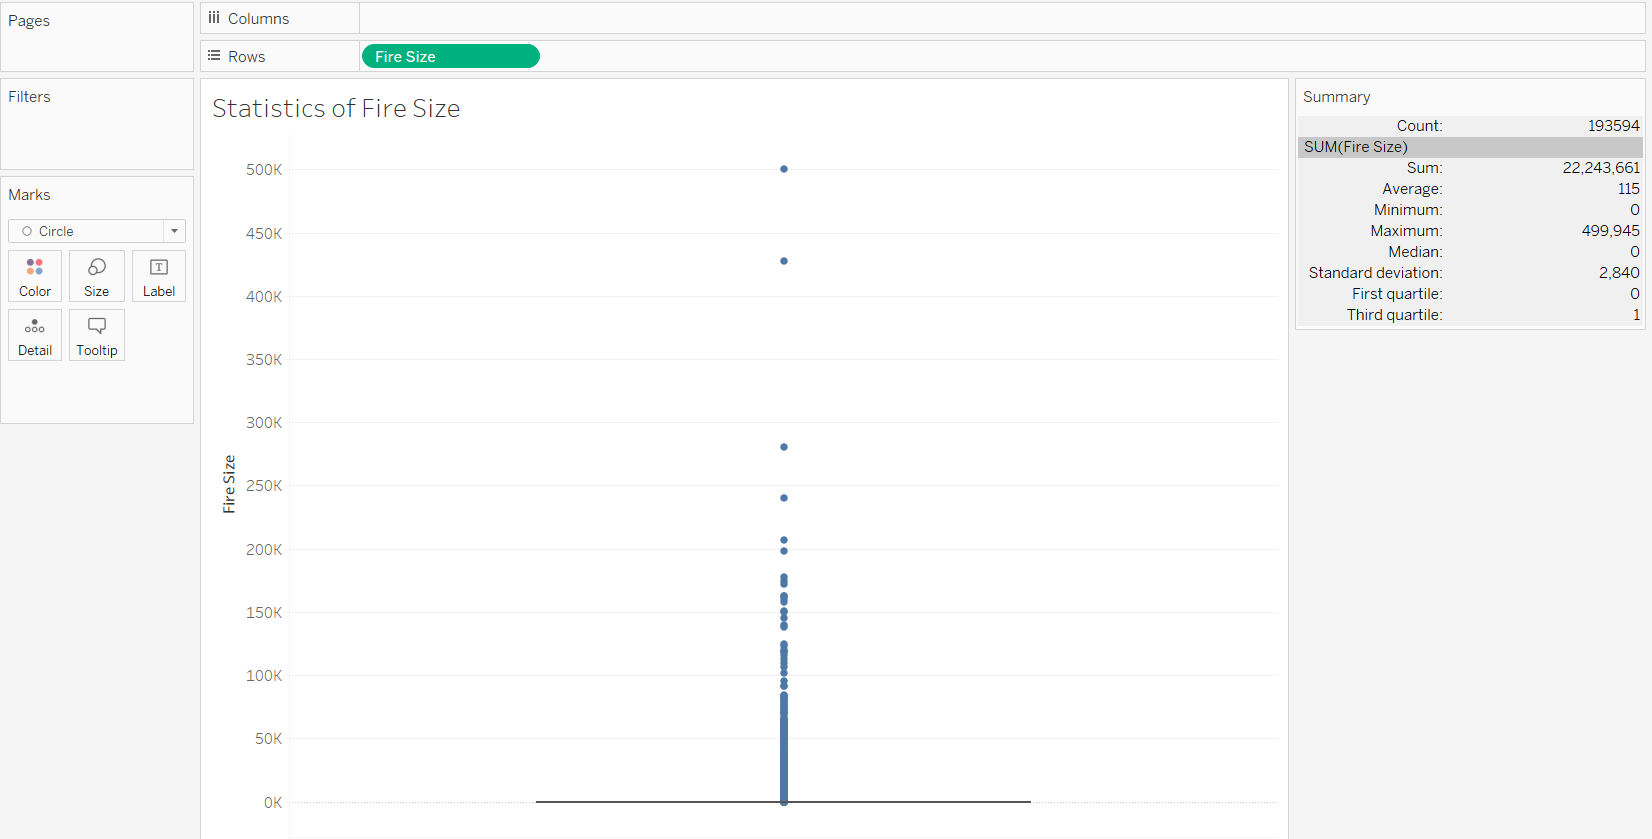 Pages
Columns
Rows
Fire Size
Filters
Marks
Circle
Color
Size
T
Label
Detail
Tooltip
Statistics of Fire Size
500K
450K
400K
350K
300K
250K
200K
150K
100K
50K
0K
Fire Size
Summary
Count: 193594
SUM(Fire Size)
Sum: 22,243,661
Average: 115
Minimum: 0
Maximum: 499,945
Median: 0
Standard deviation: 2,840
First quartile: 0
Third quartile: 1